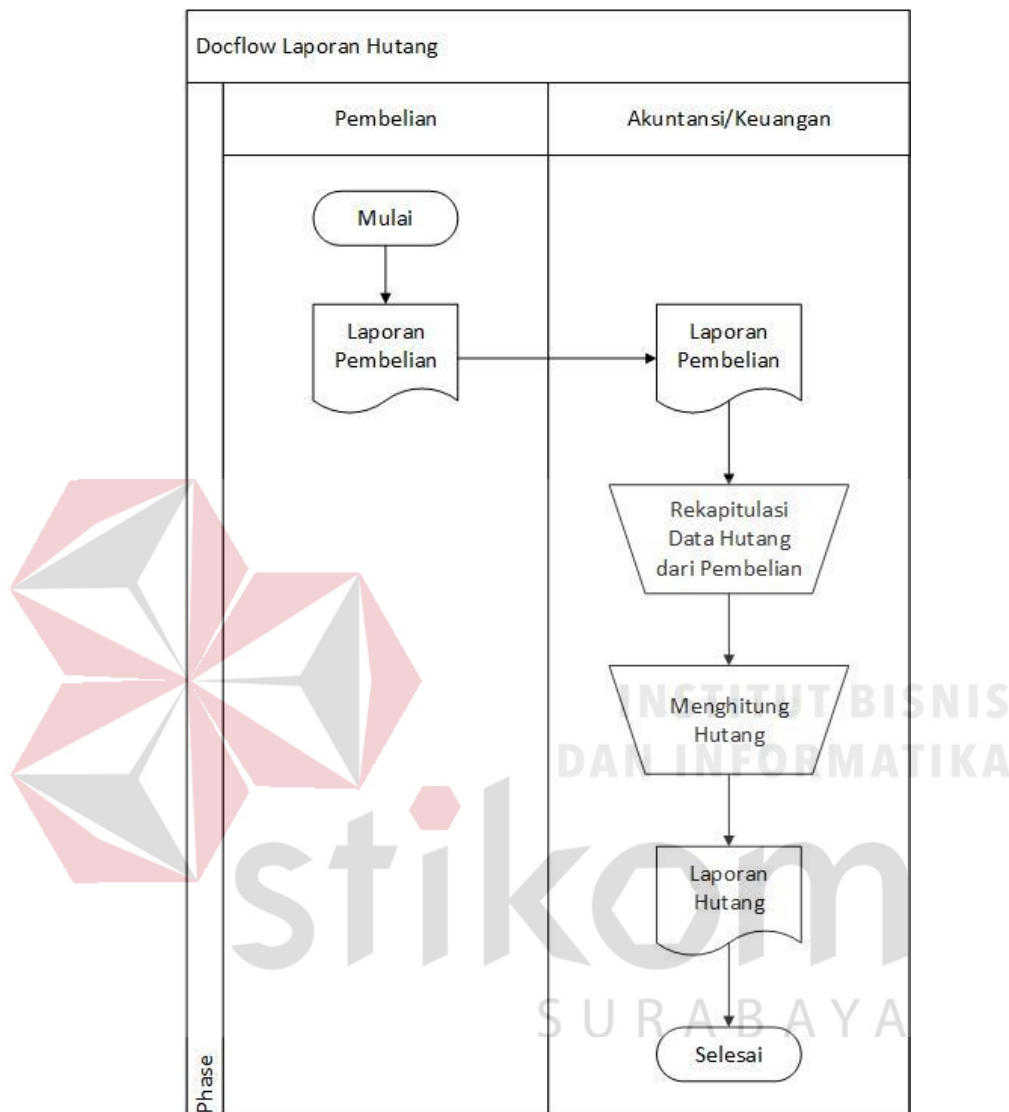 Docflow Laporan Hutang
Pembelian
Akuntansi/Keuangan
Mulai
Laporan
Pembelian
Laporan
Pembelian
Rekapitulasi
Data Hutang
dari Pembelian
Menghitung
Hutang
Laporan
Hutang
Selesai
Phase
INSTITUT BISNIS
DAN INFORMATIKA
stikom
SURABAYA